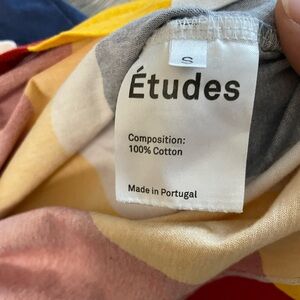 S
Études
Composition:
100% Cotton
Made in Portugal